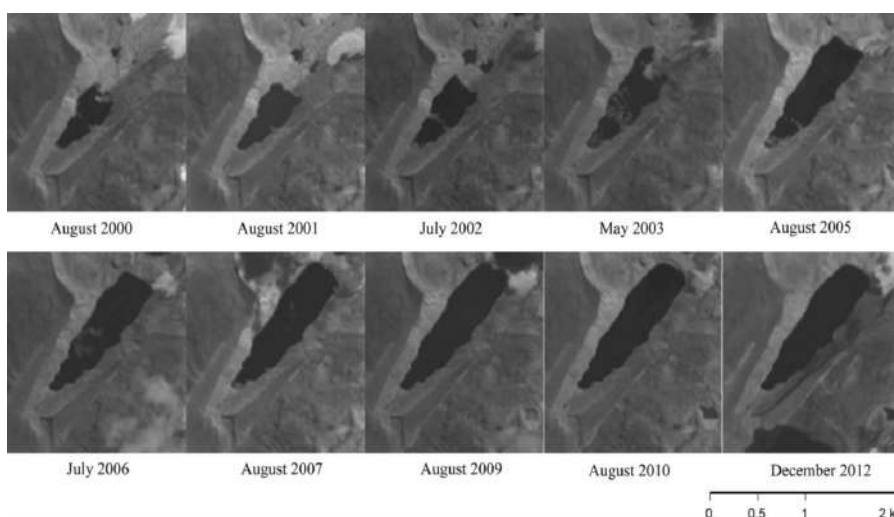 August 2000
August 2001
July 2002
May 2003
August 2005
July 2006
August 2007
August 2009
August 2010
December 2012
0 0.5 1 2 k